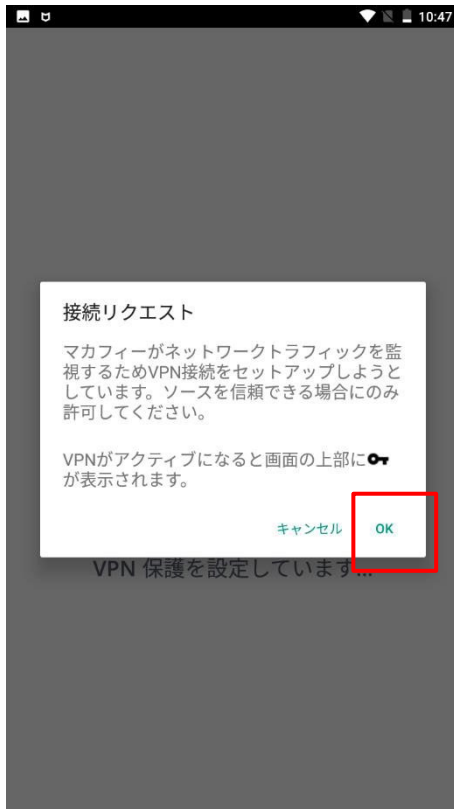 10:47
接続リクエスト
マカフィーがネットワークトラフィックを監
視するためVPN接続をセットアップしようと
しています。ソースを信頼できる場合にのみ
許可してください。
VPNがアクティブになると画面の上部に
が表示されます。
キャンセル OK
VPN 保護を設定しています...